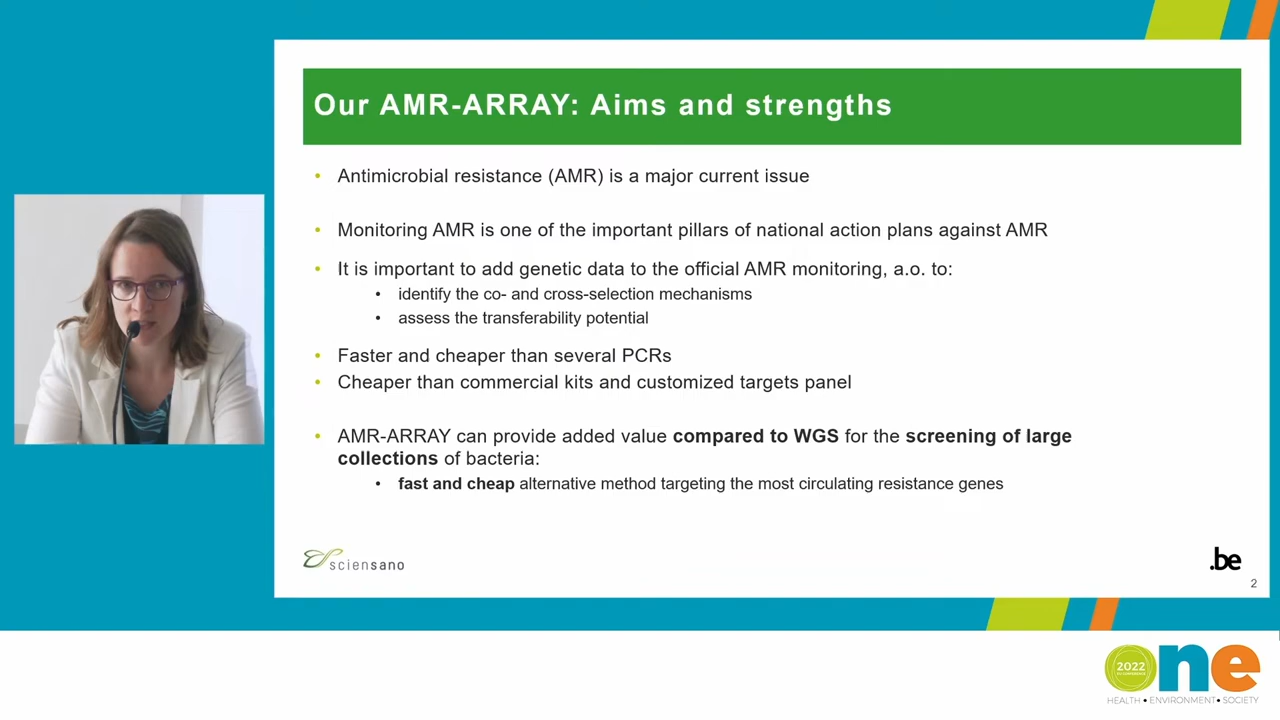 Our AMR-ARRAY: Aims and strengths
• Antimicrobial resistance (AMR) is a major current issue
• Monitoring AMR is one of the important pillars of national action plans against AMR
• It is important to add genetic data to the official AMR monitoring, a.o. to:
• identify the co- and cross-selection mechanisms
• assess the transferability potential
• Faster and cheaper than several PCRs
• Cheaper than commercial kits and customized targets panel
• AMR-ARRAY can provide added value compared to WGS for the screening of large
collections of bacteria:
• fast and cheap alternative method targeting the most circulating resistance genes
sciensano
.be
2
2022
one
HEALTH • ENVIRONMENT • SOCIETY